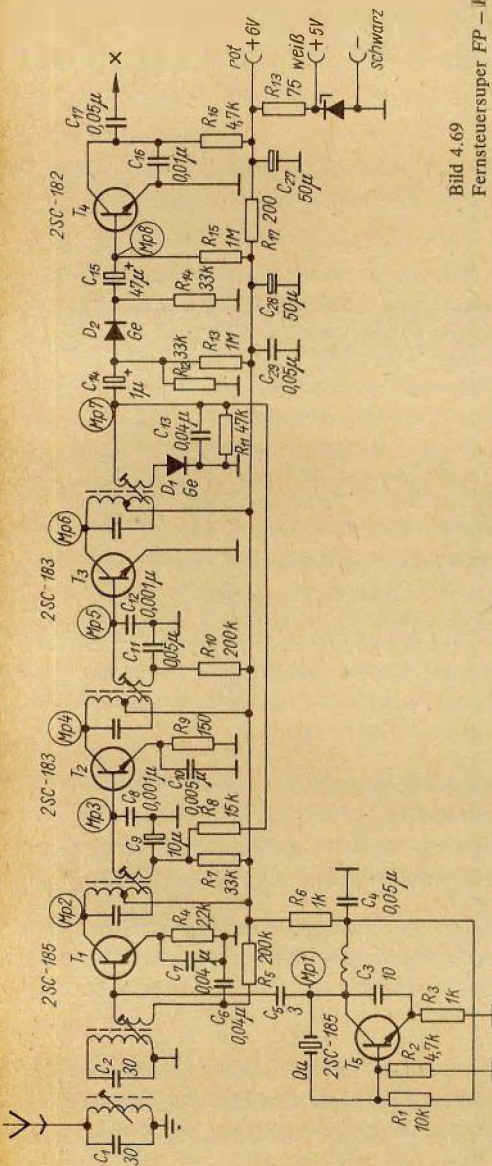 2SC-185
2SC-183
2SC-183
2SC-182
T1
T2
T3
T4
Mp2
Mp3
Mp4
Mp5
Mp6
Mp7
Mp8
C1
30
C2
30
C7
0,04µ
R4
2,2k
C6
0,04µ
R5
200k
C8
0,001µ
C9
10µ
R7
33k
R8
15k
C10
0,005µ
R9
150
C12
0,001µ
C11
0,05µ
R10
200k
D1
Ge
C13
0,04µ
R11 47k
C14
1µ
+
R12 33k
R13
1M
D2
Ge
C15
47µ
+
R14
33k
R15
1M
C16
0,01µ
C17
0,05µ
X
R16
4,7k
C29
0,05µ
C28
50µ
R17 200
C27
50µ
rot
+6V
R13
75
weiß
+5V
−
schwarz
Qu
2SC-185
T5
C5
3
Mp1
R6
1k
C4
0,05µ
C3
10
R1
10k
R2
4,7k
R3
1k
Bild 4.69
Fernsteuersuper FP –